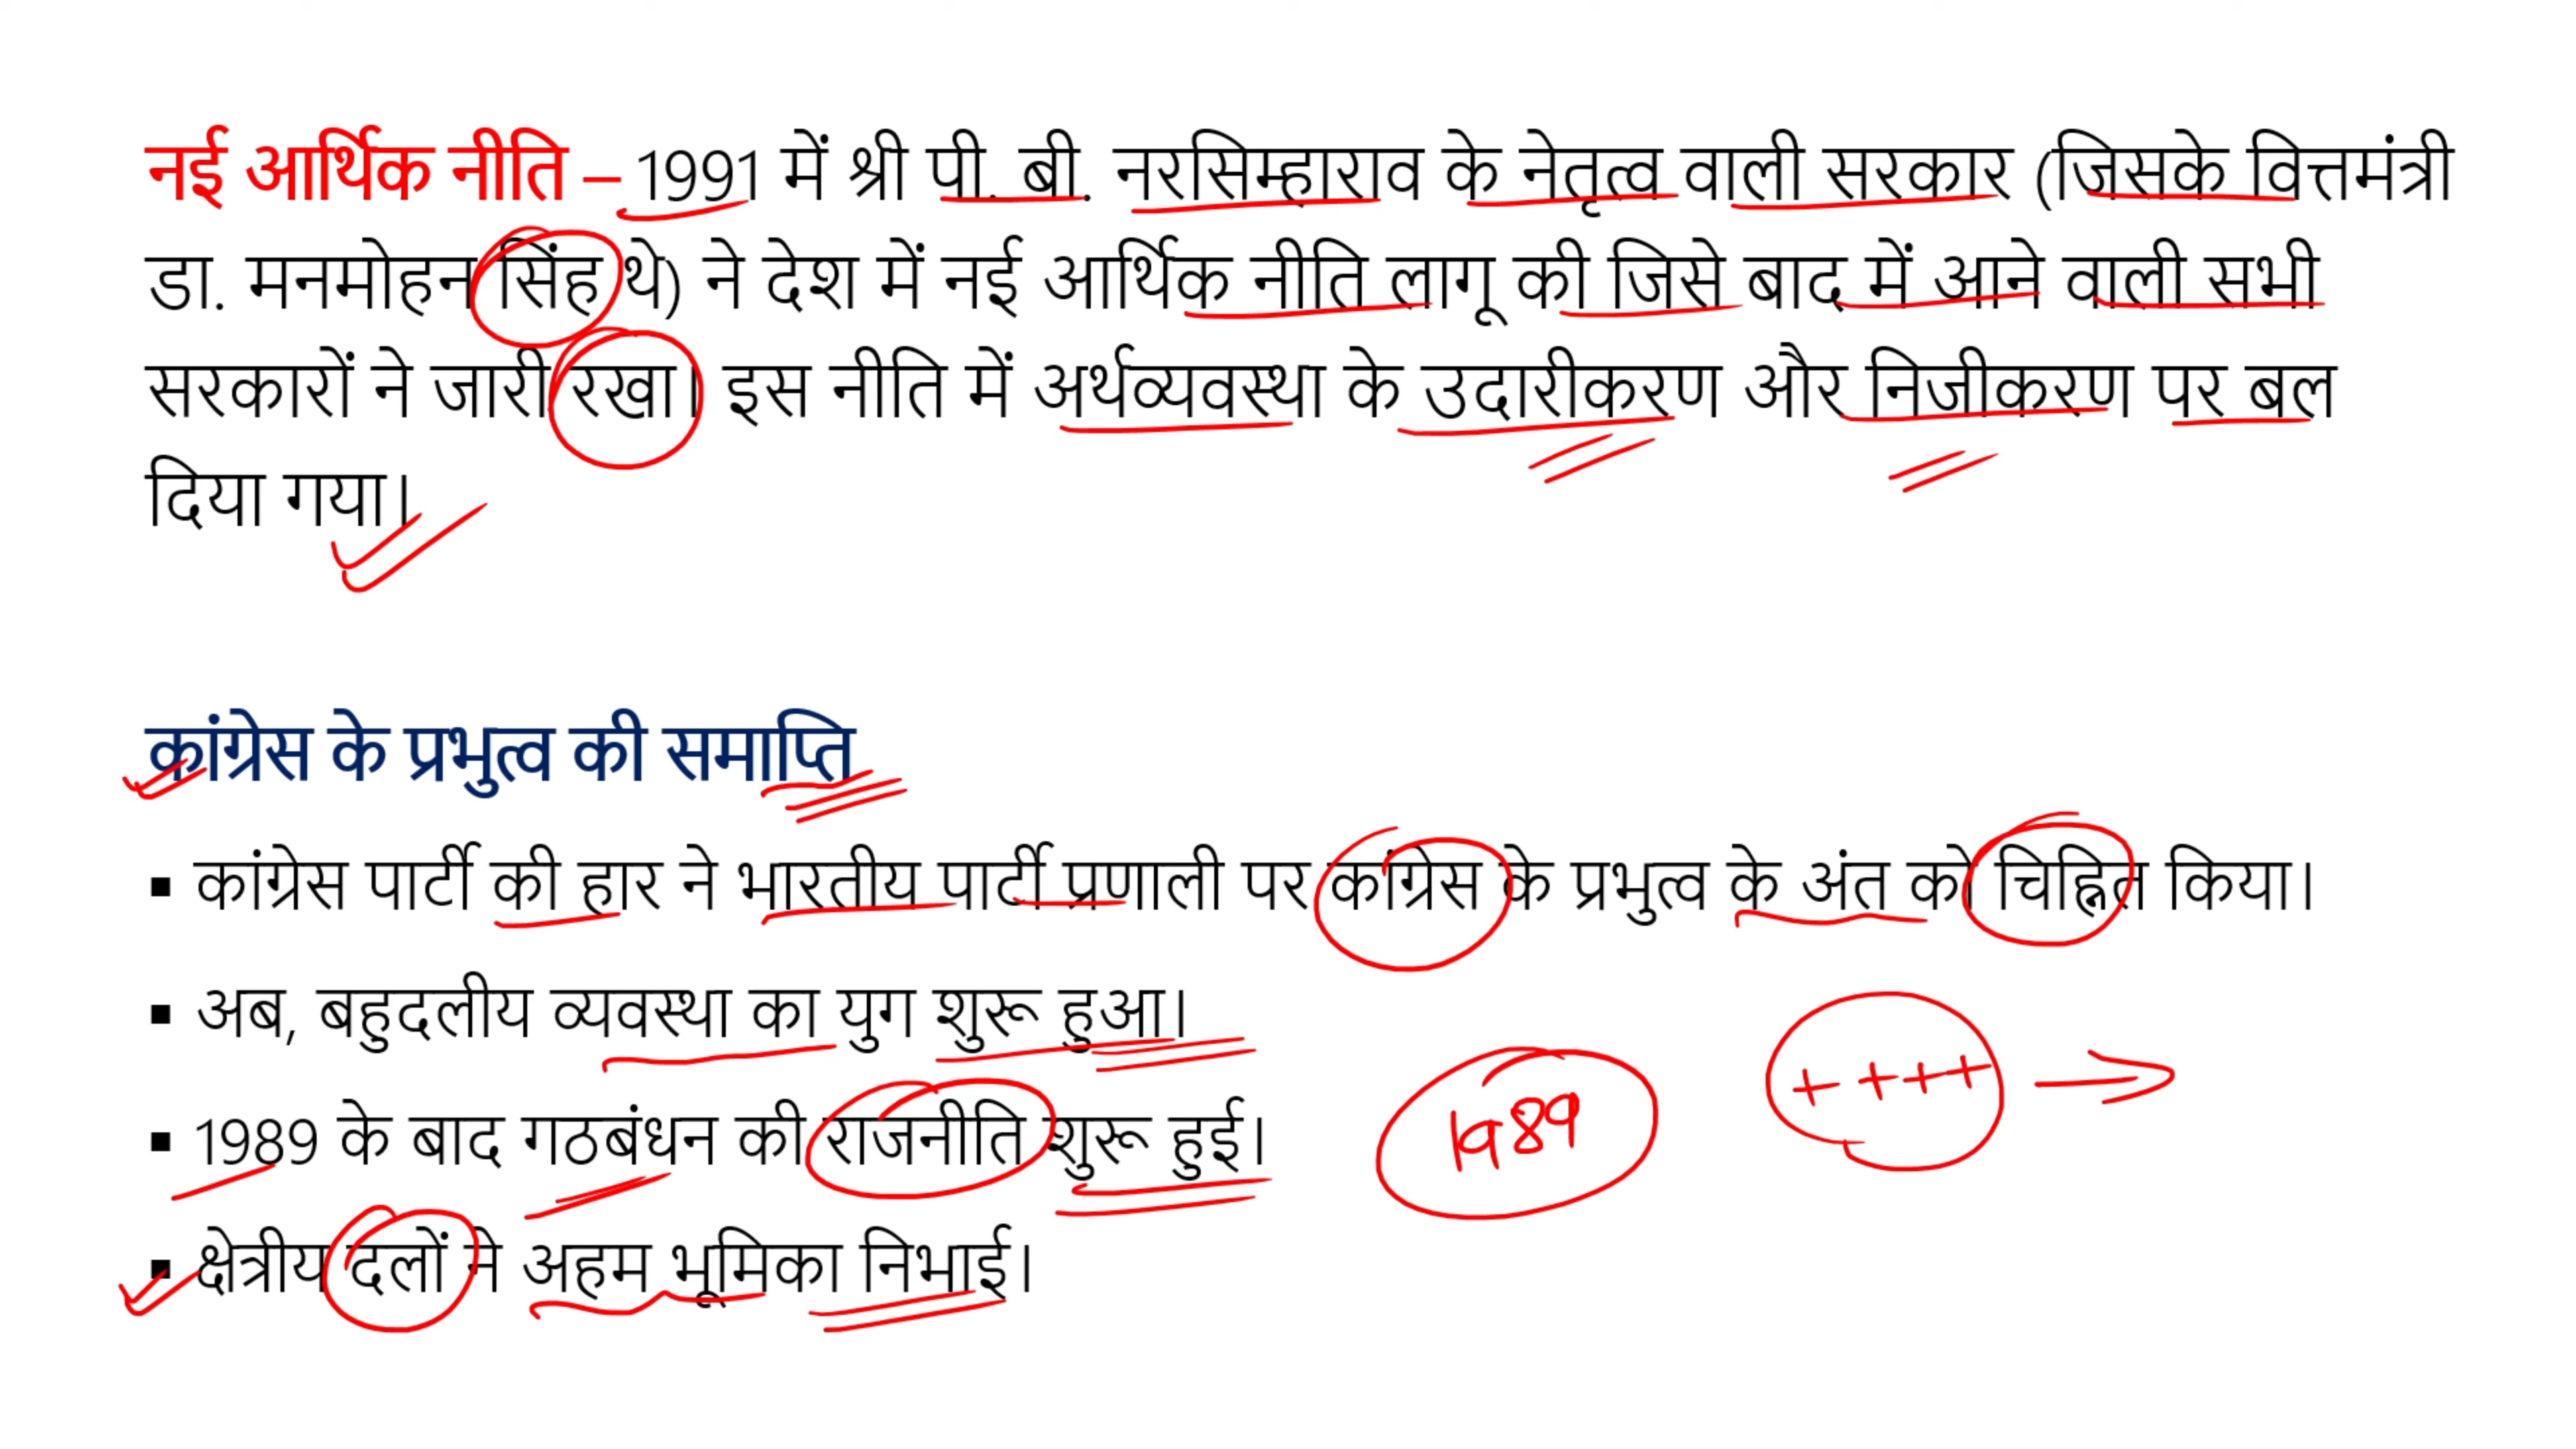 नई आर्थिक नीति – 1991 में श्री पी. बी. नरसिम्हाराव के नेतृत्व वाली सरकार (जिसके वित्तमंत्री
डा. मनमोहन सिंह थे) ने देश में नई आर्थिक नीति लागू की जिसे बाद में आने वाली सभी
सरकारों ने जारी रखा। इस नीति में अर्थव्यवस्था के उदारीकरण और निजीकरण पर बल
दिया गया।
कांग्रेस के प्रभुत्व की समाप्ति
▪ कांग्रेस पार्टी की हार ने भारतीय पार्टी प्रणाली पर कांग्रेस के प्रभुत्व के अंत को चिह्नित किया।
▪ अब, बहुदलीय व्यवस्था का युग शुरू हुआ।
▪ 1989 के बाद गठबंधन की राजनीति शुरू हुई।
1989
++++ →
▪ क्षेत्रीय दलों ने अहम भूमिका निभाई।